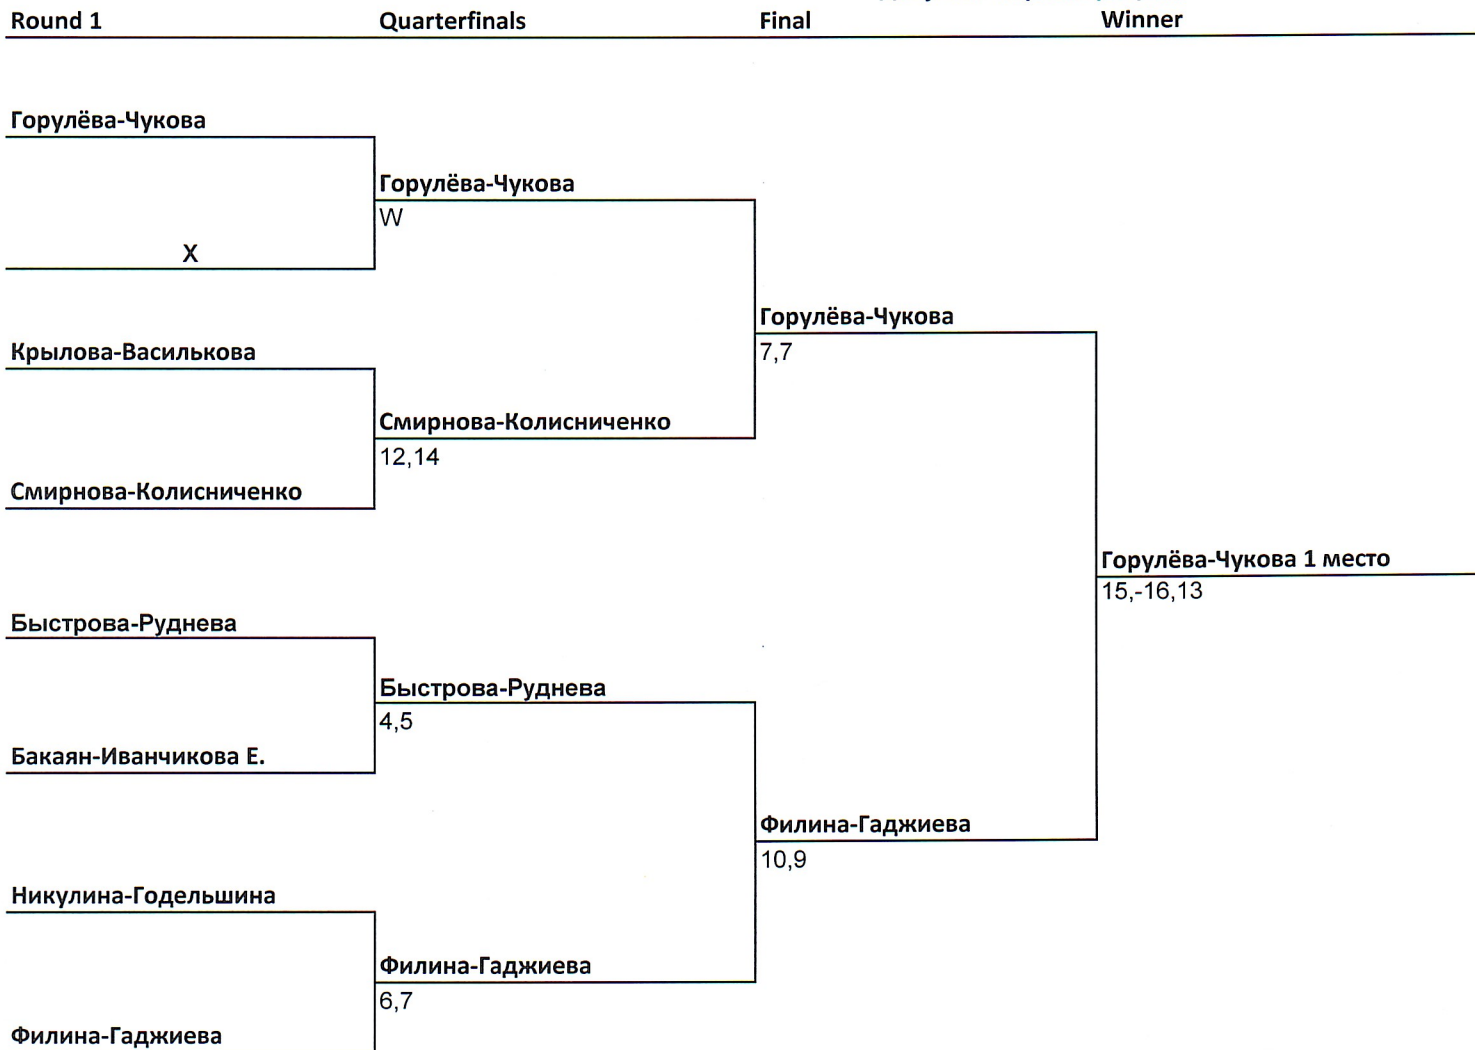 Round 1 Quarterfinals Final Winner
Горулёва-Чукова
Горулёва-Чукова
W
X
Горулёва-Чукова
7,7
Крылова-Василькова
Смирнова-Колисниченко
12,14
Смирнова-Колисниченко
Горулёва-Чукова 1 место
15,-16,13
Быстрова-Руднева
Быстрова-Руднева
4,5
Бакаян-Иванчикова Е.
Филина-Гаджиева
10,9
Никулина-Годельшина
Филина-Гаджиева
6,7
Филина-Гаджиева